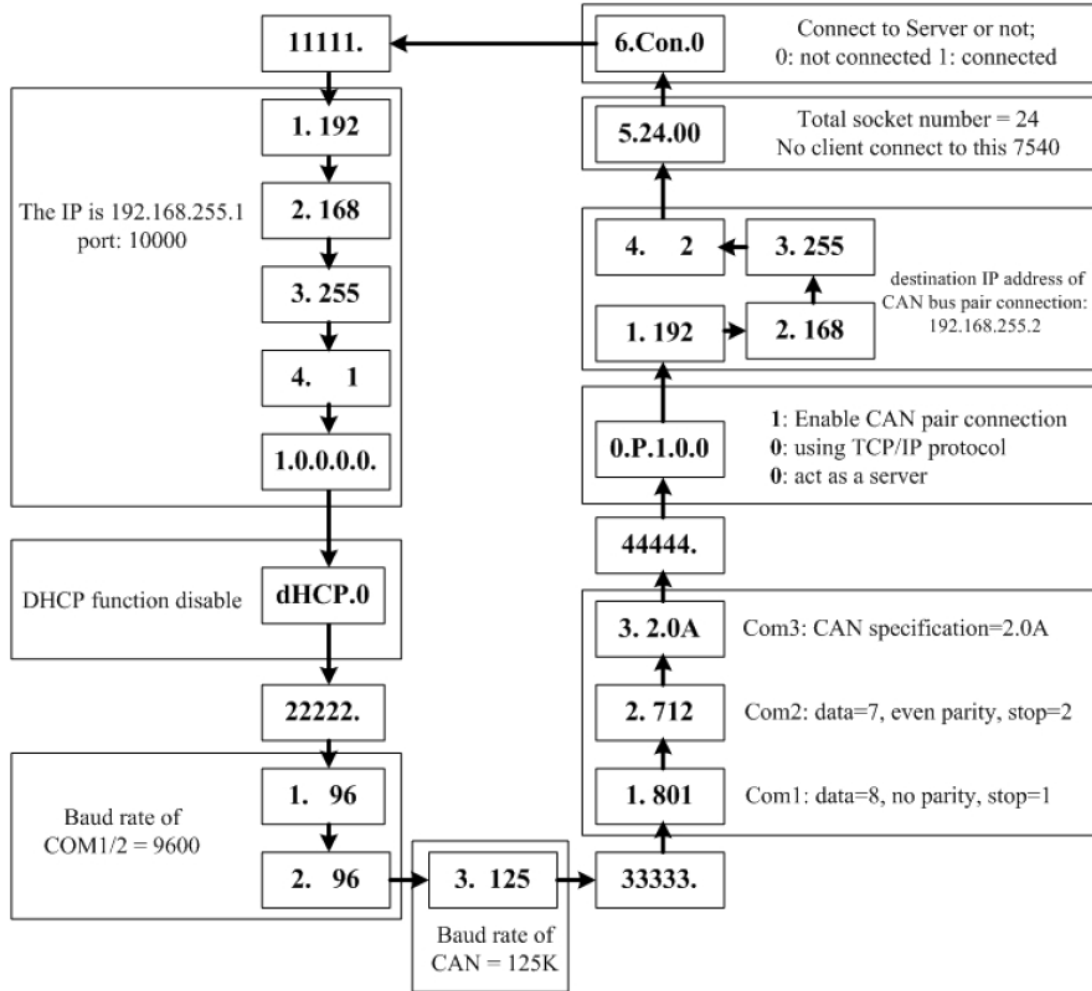 11111.
6.Con.0
Connect to Server or not;
0: not connected 1: connected
1. 192
2. 168
3. 255
4. 1
1.0.0.0.0.
The IP is 192.168.255.1
port: 10000
5.24.00
Total socket number = 24
No client connect to this 7540
4. 2
3. 255
1. 192
2. 168
destination IP address of
CAN bus pair connection:
192.168.255.2
0.P.1.0.0
1: Enable CAN pair connection
0: using TCP/IP protocol
0: act as a server
DHCP function disable
dHCP.0
44444.
22222.
3. 2.0A
Com3: CAN specification=2.0A
2. 712
Com2: data=7, even parity, stop=2
1. 801
Com1: data=8, no parity, stop=1
Baud rate of
COM1/2 = 9600
1. 96
2. 96
3. 125
Baud rate of
CAN = 125K
33333.